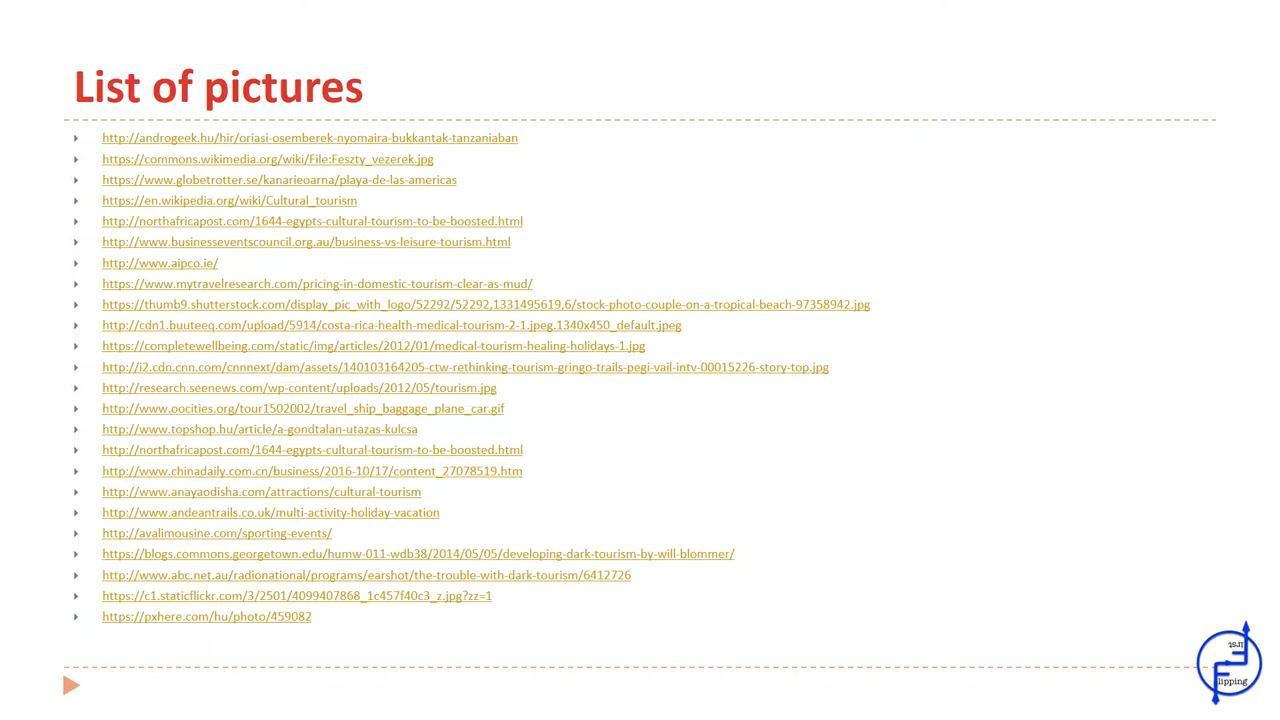 List of pictures
http://androgeek.hu/hir/oriasi-osemberek-nyomaira-bukkantak-tanzaniaban
https://commons.wikimedia.org/wiki/File:Feszty_vezerek.jpg
https://www.globetrotter.se/kanarieoarna/playa-de-las-americas
https://en.wikipedia.org/wiki/Cultural_tourism
http://northafricapost.com/1644-egypts-cultural-tourism-to-be-boosted.html
http://www.businesseventscouncil.org.au/business-vs-leisure-tourism.html
http://www.aipco.ie/
https://www.mytravelresearch.com/pricing-in-domestic-tourism-clear-as-mud/
https://thumb9.shutterstock.com/display_pic_with_logo/52292/52292,1331495619,6/stock-photo-couple-on-a-tropical-beach-97358942.jpg
http://cdn1.buuteeq.com/upload/5914/costa-rica-health-medical-tourism-2-1.jpeg.1340x450_default.jpeg
https://completewellbeing.com/static/img/articles/2012/01/medical-tourism-healing-holidays-1.jpg
http://i2.cdn.cnn.com/cnnnext/dam/assets/140103164205-ctw-rethinking-tourism-gringo-trails-pegi-vail-intv-00015226-story-top.jpg
http://research.seenews.com/wp-content/uploads/2012/05/tourism.jpg
http://www.oocities.org/tour1502002/travel_ship_baggage_plane_car.gif
http://www.topshop.hu/article/a-gondtalan-utazas-kulcsa
http://northafricapost.com/1644-egypts-cultural-tourism-to-be-boosted.html
http://www.chinadaily.com.cn/business/2016-10/17/content_27078519.htm
http://www.anayaodisha.com/attractions/cultural-tourism
http://www.andeantrails.co.uk/multi-activity-holiday-vacation
http://avalimousine.com/sporting-events/
https://blogs.commons.georgetown.edu/humw-011-wdb38/2014/05/05/developing-dark-tourism-by-will-blommer/
http://www.abc.net.au/radionational/programs/earshot/the-trouble-with-dark-tourism/6412726
https://c1.staticflickr.com/3/2501/4099407868_1c457f40c3_z.jpg?zz=1
https://pxhere.com/hu/photo/459082
First
Flipping